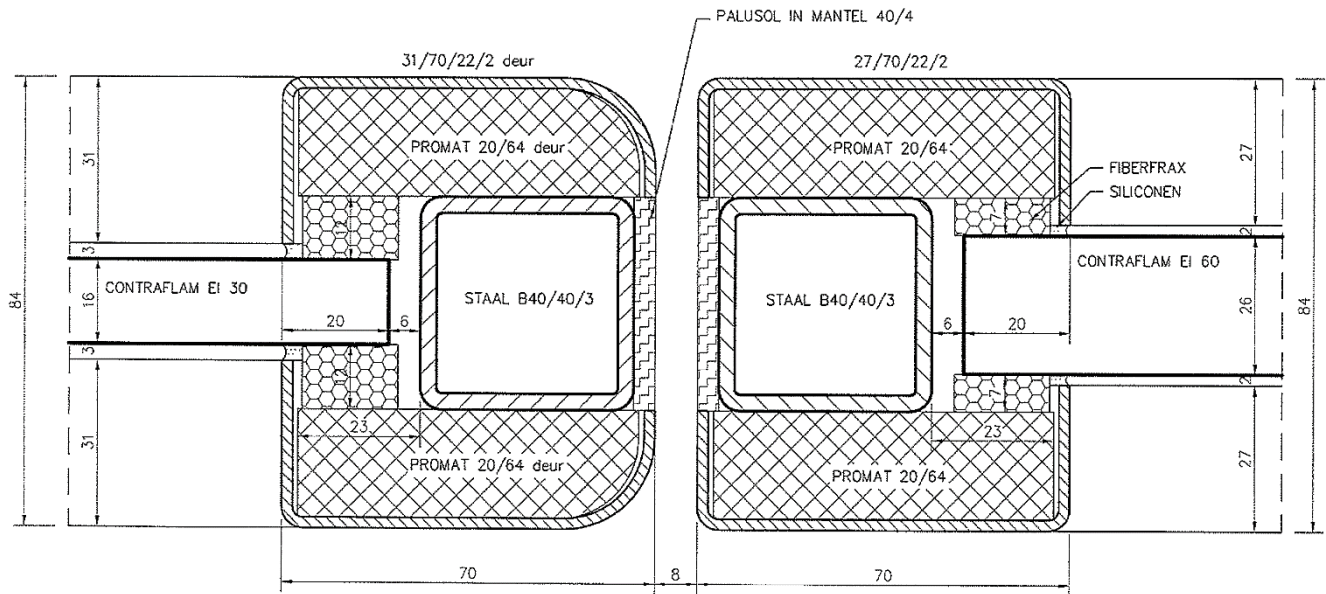 PALUSOL IN MANTEL 40/4
31/70/22/2 deur
27/70/22/2
PROMAT 20/64 deur
PROMAT 20/64
FIBERFRAX
SILICONEN
31
27
12
7
3
2
CONTRAFLAM EI 30
STAAL B40/40/3
STAAL B40/40/3
CONTRAFLAM EI 60
84
16
26
84
20
6
6
20
3
2
12
7
23
23
31
27
PROMAT 20/64 deur
PROMAT 20/64
70
8
70